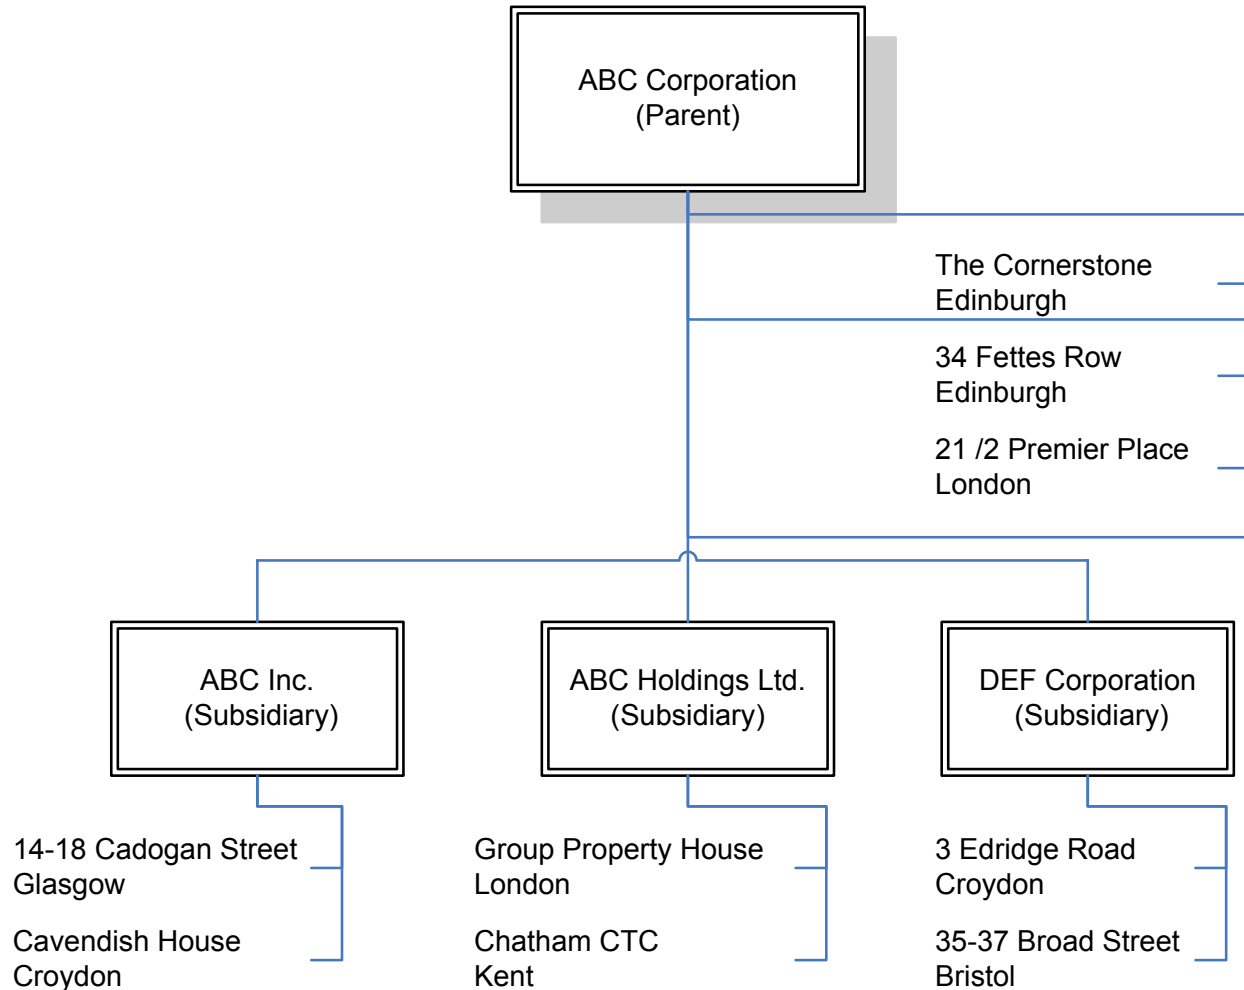 ABC Corporation
(Parent)
The Cornerstone
Edinburgh
34 Fettes Row
Edinburgh
21 /2 Premier Place
London
ABC Inc.
(Subsidiary)
ABC Holdings Ltd.
(Subsidiary)
DEF Corporation
(Subsidiary)
14-18 Cadogan Street
Glasgow
Cavendish House
Croydon
Group Property House
London
Chatham CTC
Kent
3 Edridge Road
Croydon
35-37 Broad Street
Bristol